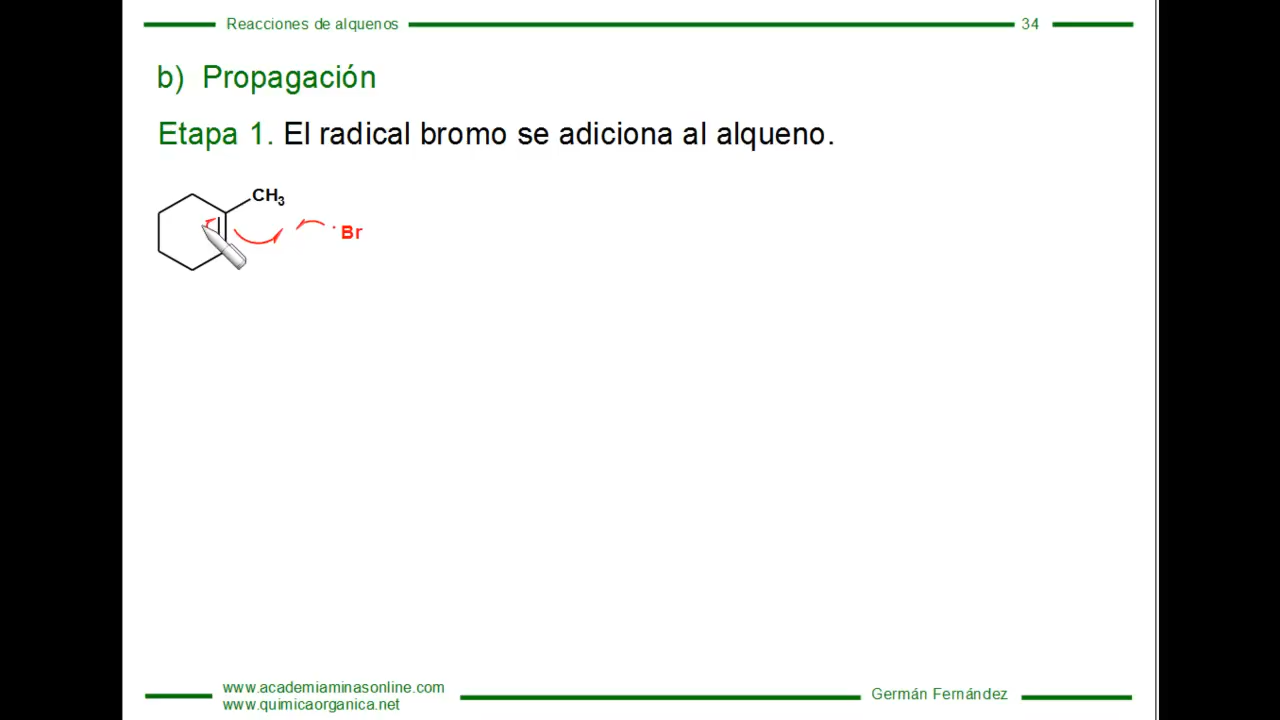 Reacciones de alquenos 34
b) Propagación
Etapa 1. El radical bromo se adiciona al alqueno.
CH3
·Br
www.academiaminasonline.com
www.quimicaorganica.net
Germán Fernández